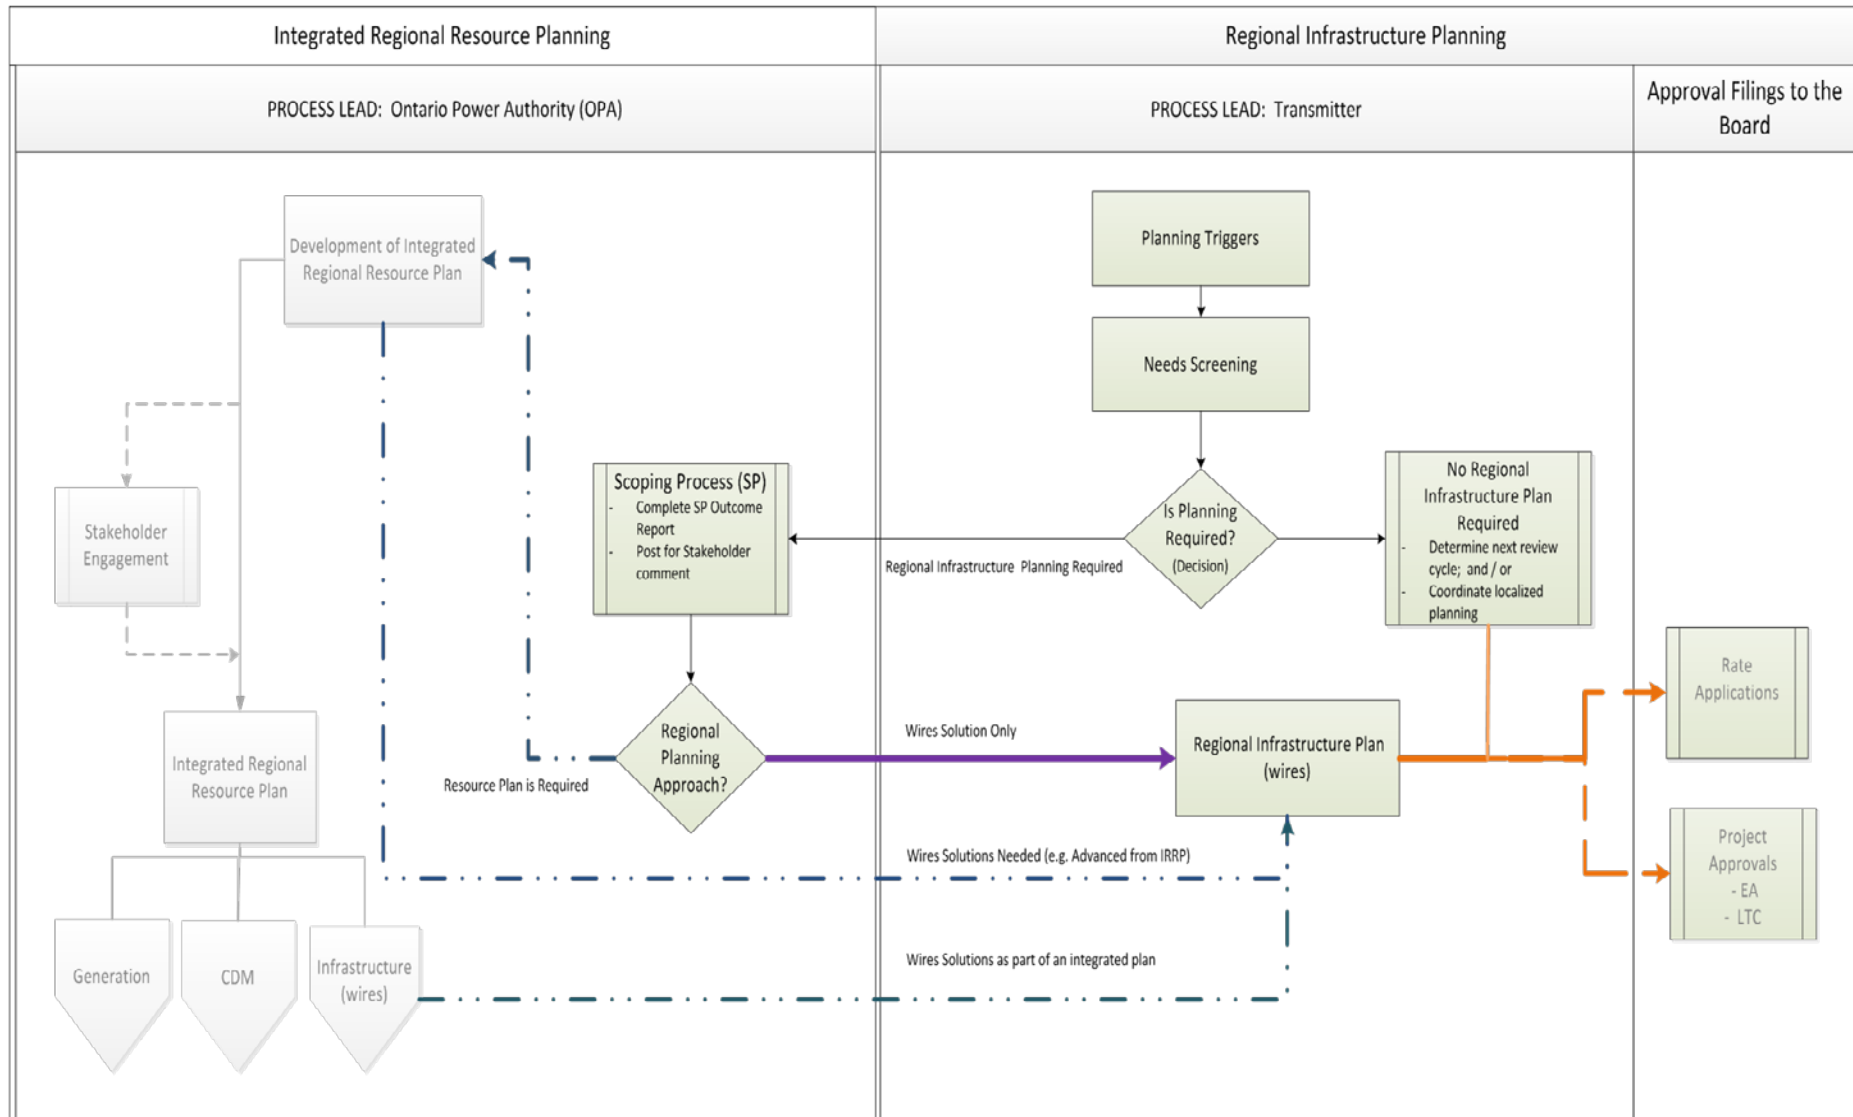 Integrated Regional Resource Planning
Regional Infrastructure Planning
PROCESS LEAD: Ontario Power Authority (OPA)
PROCESS LEAD: Transmitter
Approval Filings to the
Board
Development of Integrated
Regional Resource Plan
Planning Triggers
Needs Screening
Stakeholder
Engagement
Scoping Process (SP)
- Complete SP Outcome
Report
- Post for Stakeholder
comment
Is Planning
Required?
(Decision)
Regional Infrastructure Planning Required
No Regional
Infrastructure Plan
Required
- Determine next review
cycle; and / or
- Coordinate localized
planning
Rate
Applications
Integrated Regional
Resource Plan
Regional
Planning
Approach?
Resource Plan is Required
Wires Solution Only
Regional Infrastructure Plan
(wires)
Project
Approvals
- EA
- LTC
Wires Solutions Needed (e.g. Advanced from IRRP)
Generation
CDM
Infrastructure
(wires)
Wires Solutions as part of an integrated plan